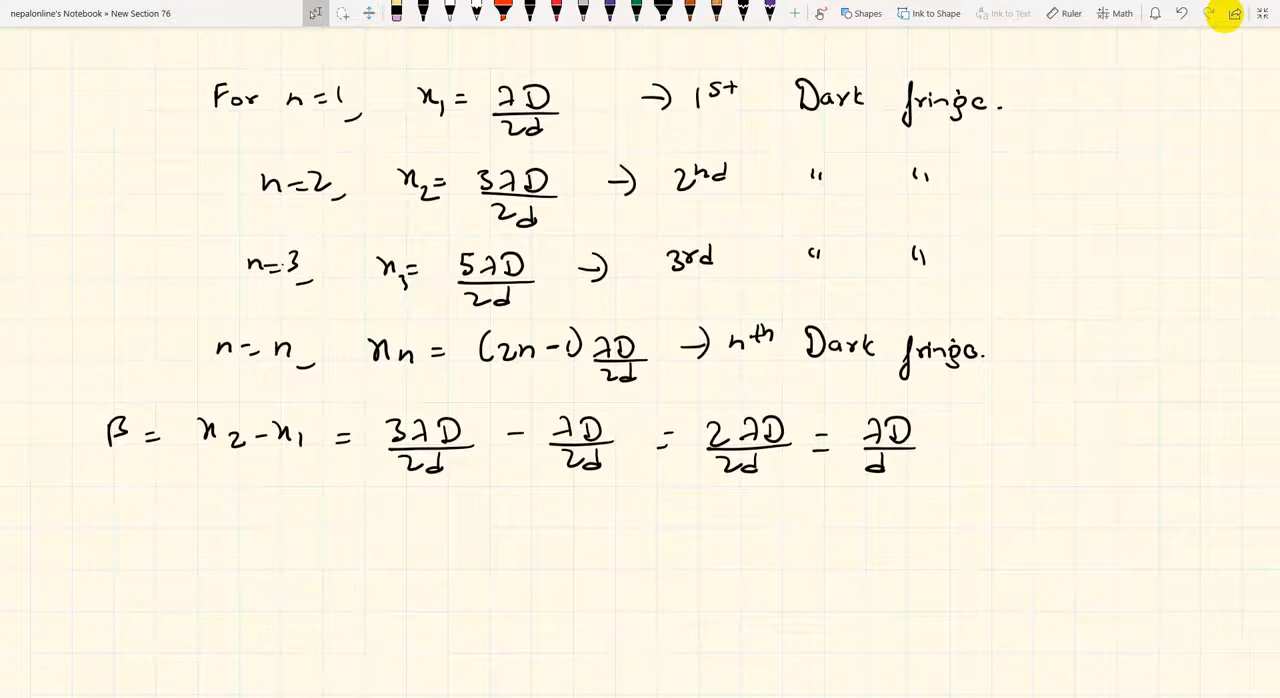 nepalonline's Notebook » New Section 76
Shapes Ink to Shape Ink to Text Ruler Math
For n=1, x₁ = λD/2d → 1st Dark fringe.
n=2, x₂ = 3λD/2d → 2nd " "
n=3, x₃ = 5λD/2d → 3rd " "
n=n, xn = (2n-1) λD/2d → nth Dark fringe.
β = x₂-x₁ = 3λD/2d - λD/2d = 2λD/2d = λD/d